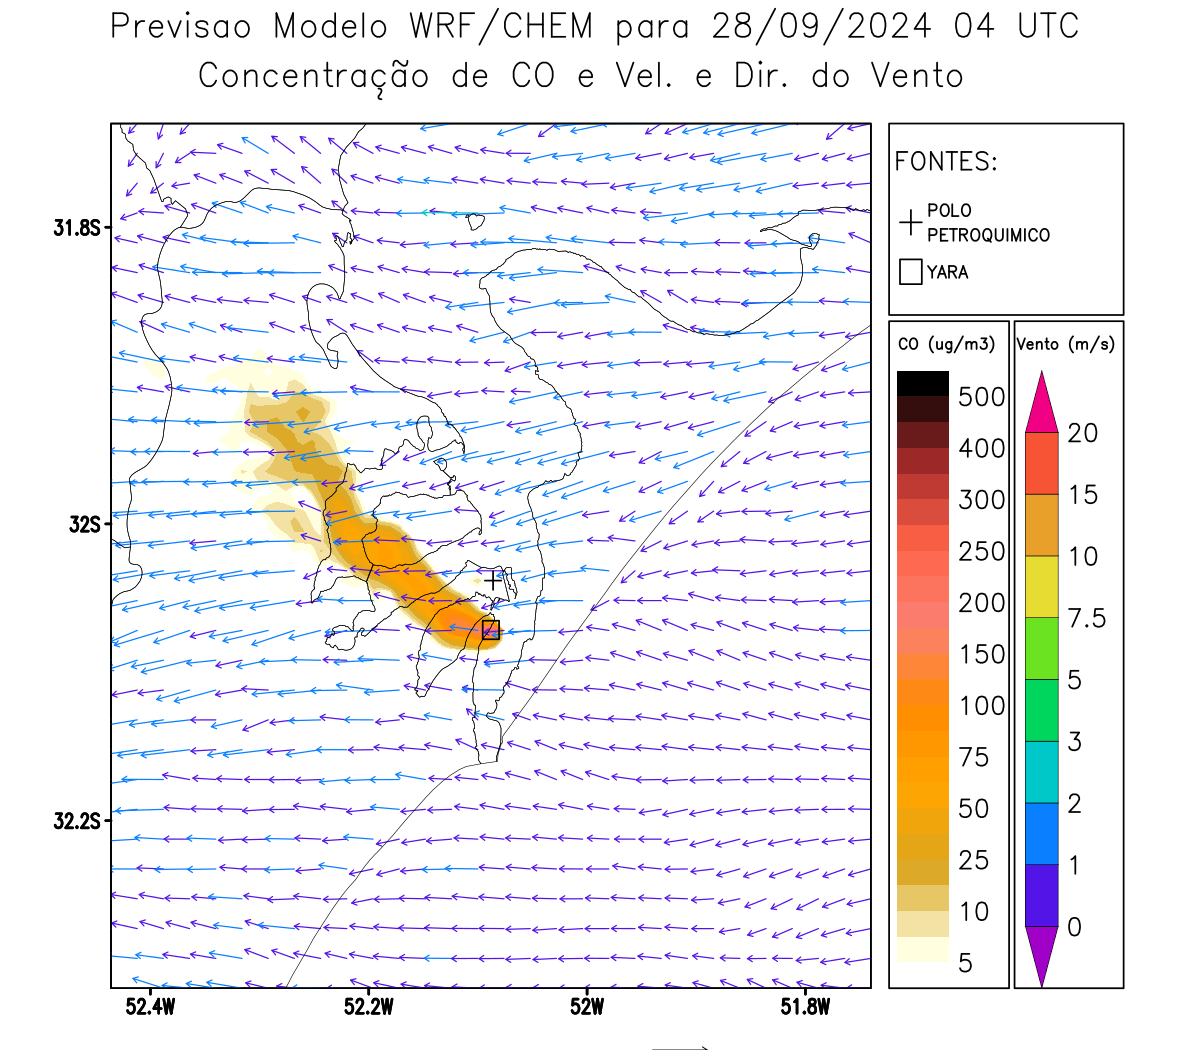 Previsao Modelo WRF/CHEM para 28/09/2024 04 UTC
Concentração de CO e Vel. e Dir. do Vento
FONTES:
POLO
PETROQUIMICO
YARA
CO (ug/m3)
500
400
300
250
200
150
100
75
50
25
10
5
Vento (m/s)
20
15
10
7.5
5
3
2
1
0
31.8S
32S
32.2S
52.4W
52.2W
52W
51.8W